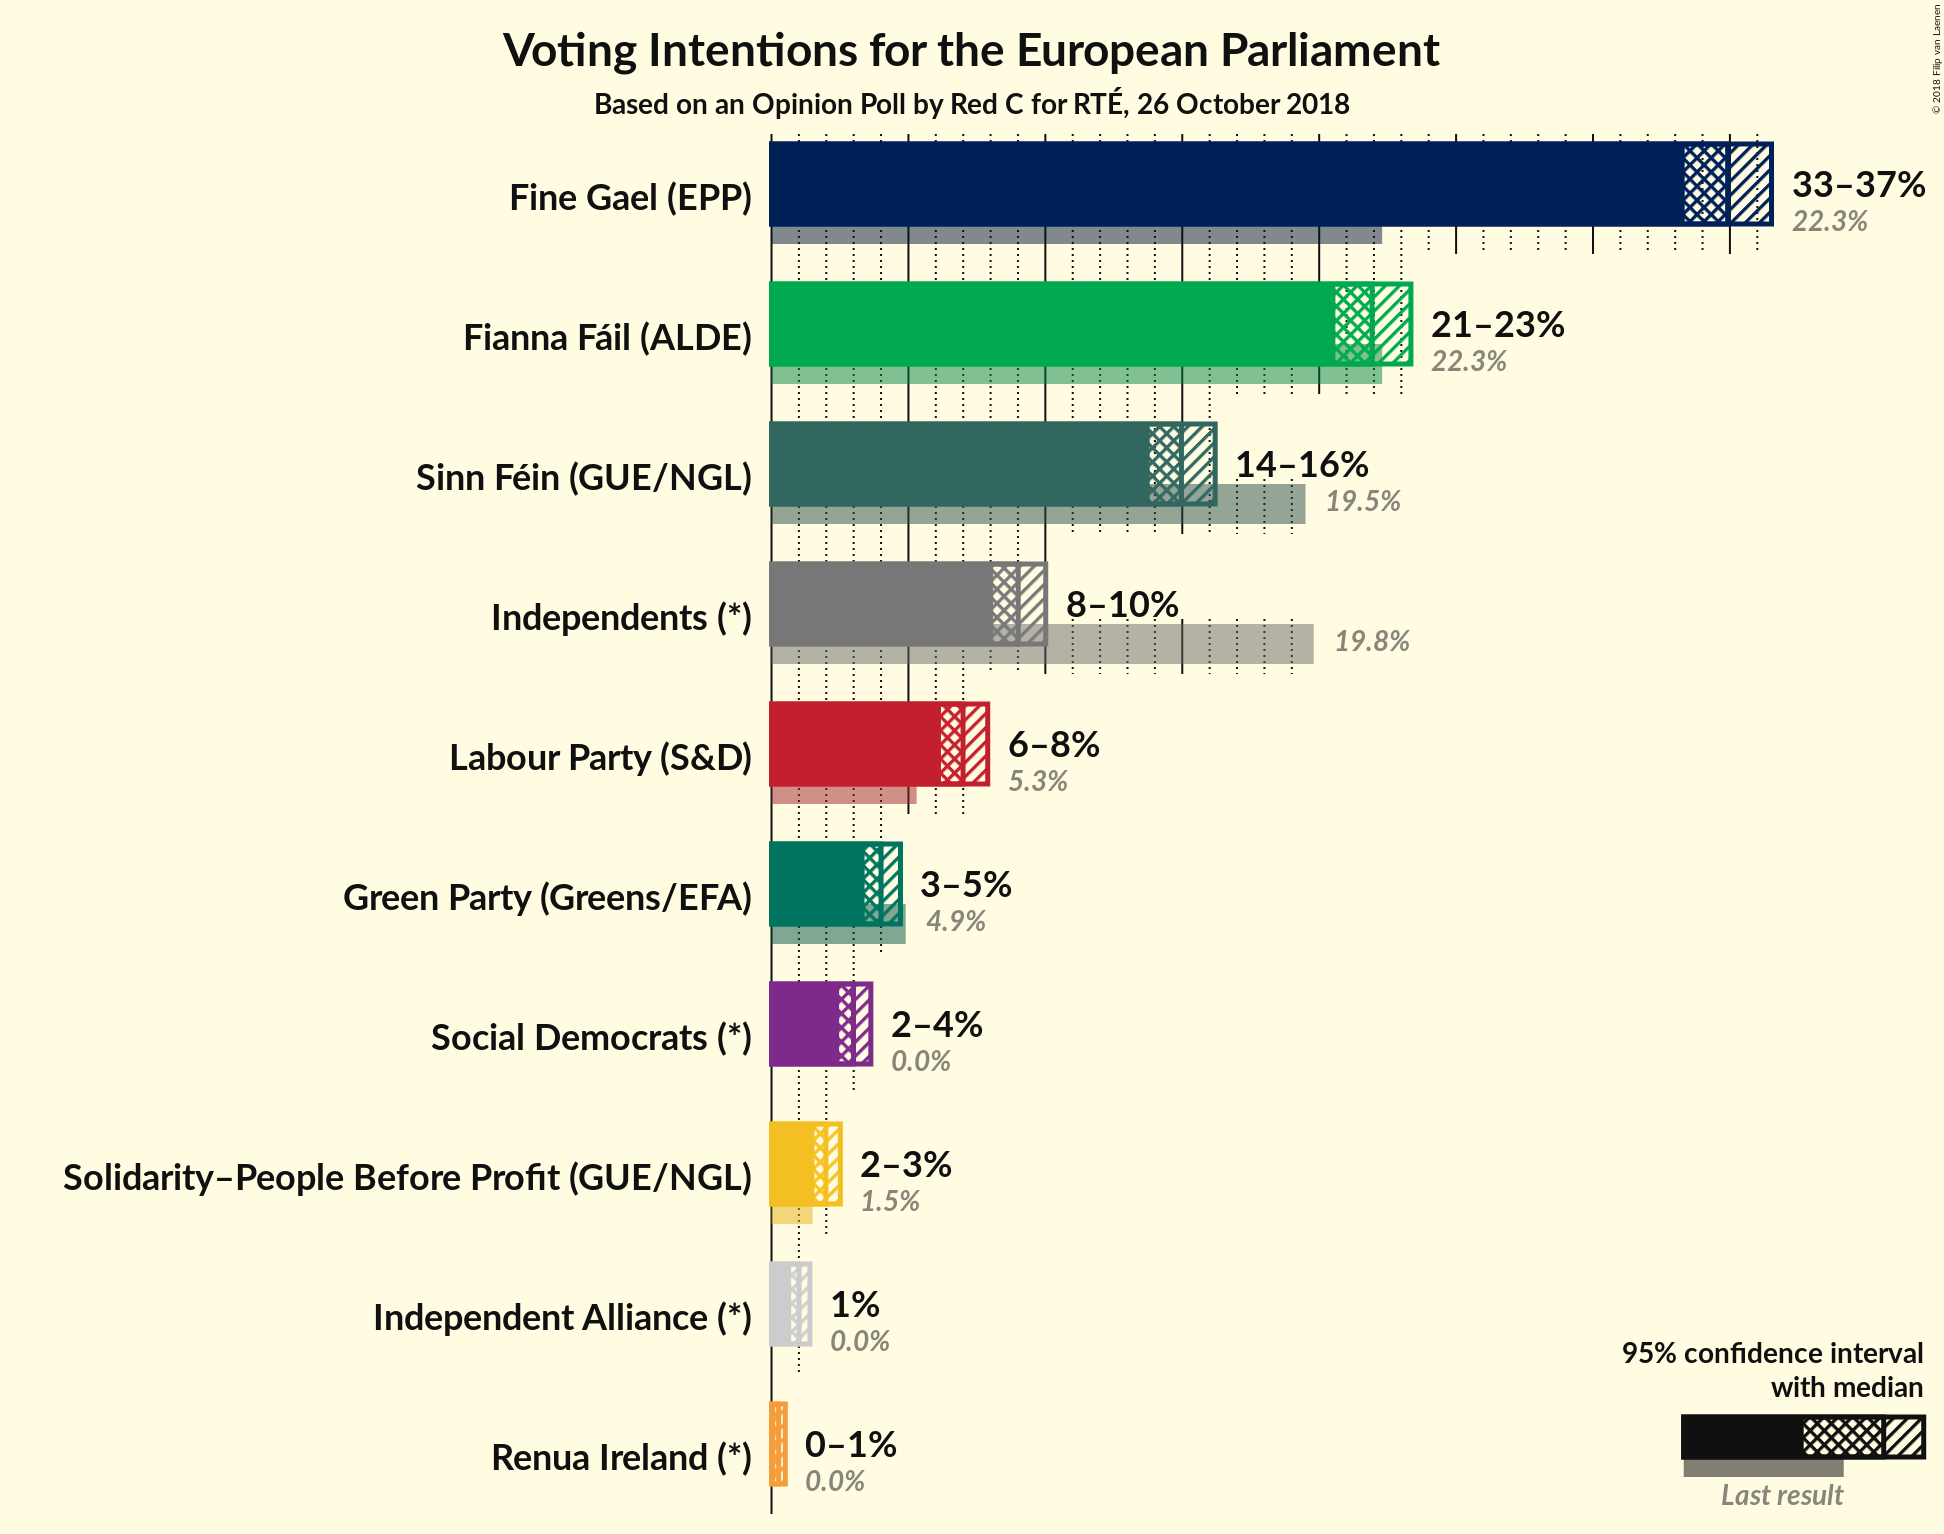 Voting Intentions for the European Parliament
Based on an Opinion Poll by Red C for RTÉ, 26 October 2018
© 2018 Filip van Laenen
Fine Gael (EPP)
33–37%
22.3%
Fianna Fáil (ALDE)
21–23%
22.3%
Sinn Féin (GUE/NGL)
14–16%
19.5%
Independents (*)
8–10%
19.8%
Labour Party (S&D)
6–8%
5.3%
Green Party (Greens/EFA)
3–5%
4.9%
Social Democrats (*)
2–4%
0.0%
Solidarity–People Before Profit (GUE/NGL)
2–3%
1.5%
Independent Alliance (*)
1%
0.0%
Renua Ireland (*)
0–1%
0.0%
95% confidence interval
with median
Last result